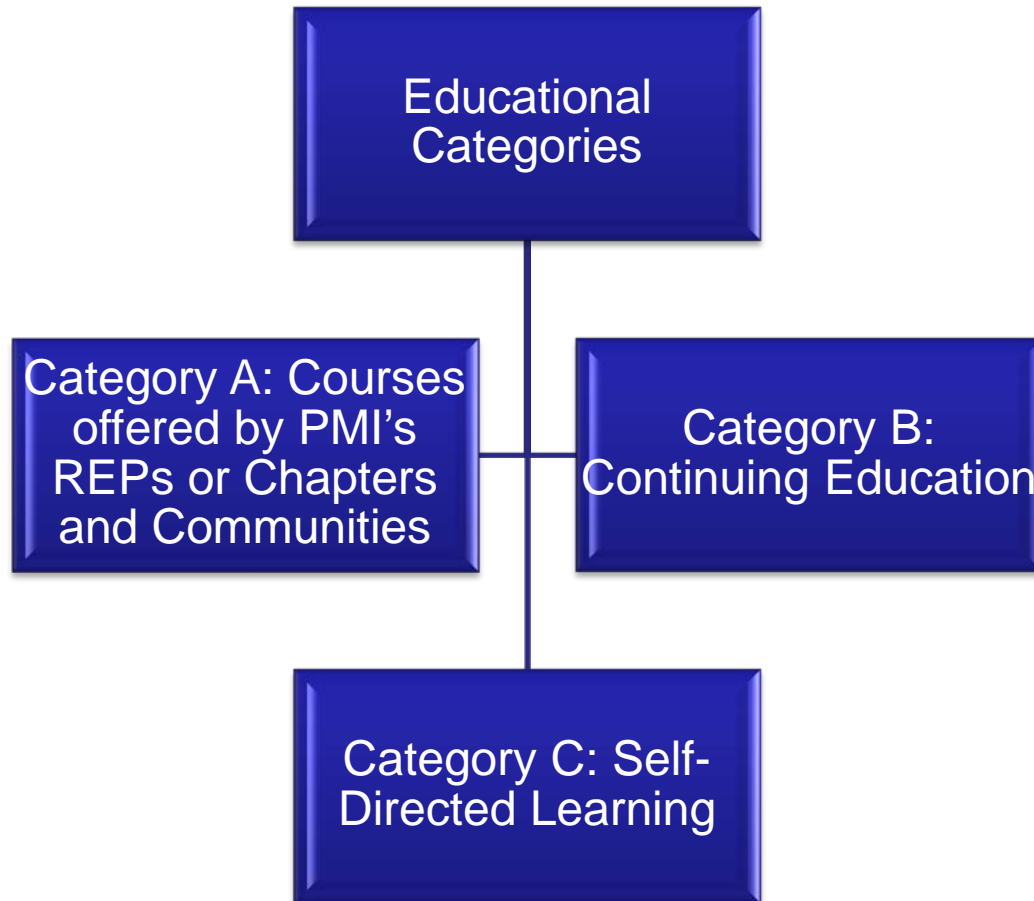 Educational
Categories
Category A: Courses
offered by PMI’s
REPs or Chapters
and Communities
Category B:
Continuing Education
Category C: Self-
Directed Learning